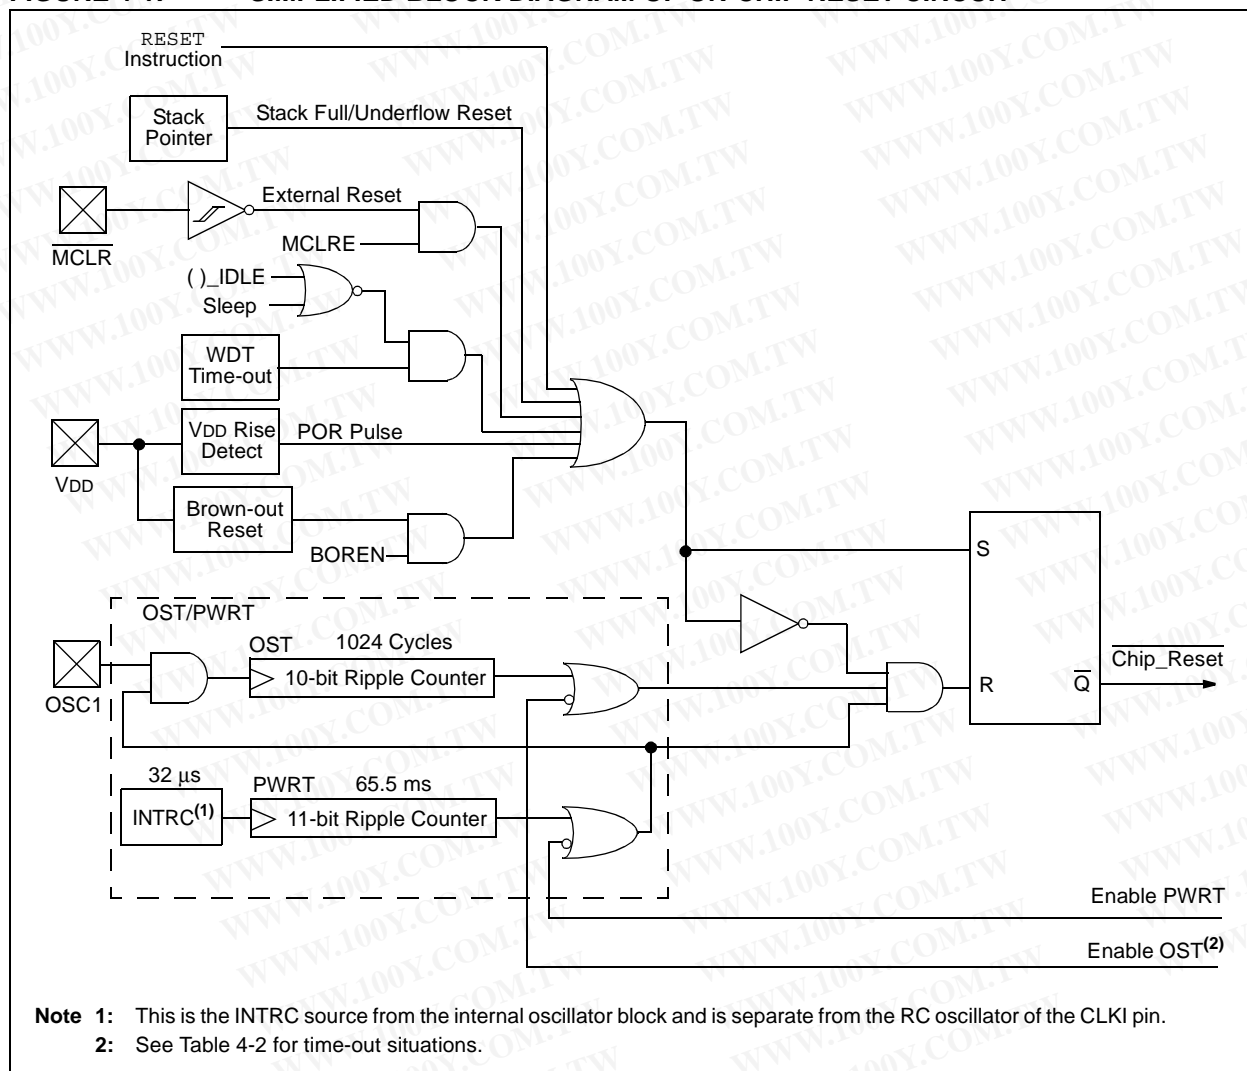 RESET
Instruction
Stack
Pointer
Stack Full/Underflow Reset
External Reset
MCLR
MCLRE
( )_IDLE
Sleep
WDT
Time-out
VDD Rise
Detect
POR Pulse
VDD
Brown-out
Reset
BOREN
S
OST/PWRT
OST
1024 Cycles
10-bit Ripple Counter
OSC1
Chip_Reset
R
Q
32 μs
INTRC(1)
PWRT
65.5 ms
11-bit Ripple Counter
Enable PWRT
Enable OST(2)
Note 1: This is the INTRC source from the internal oscillator block and is separate from the RC oscillator of the CLKI pin.
2: See Table 4-2 for time-out situations.
WWW.100Y.COM.TW